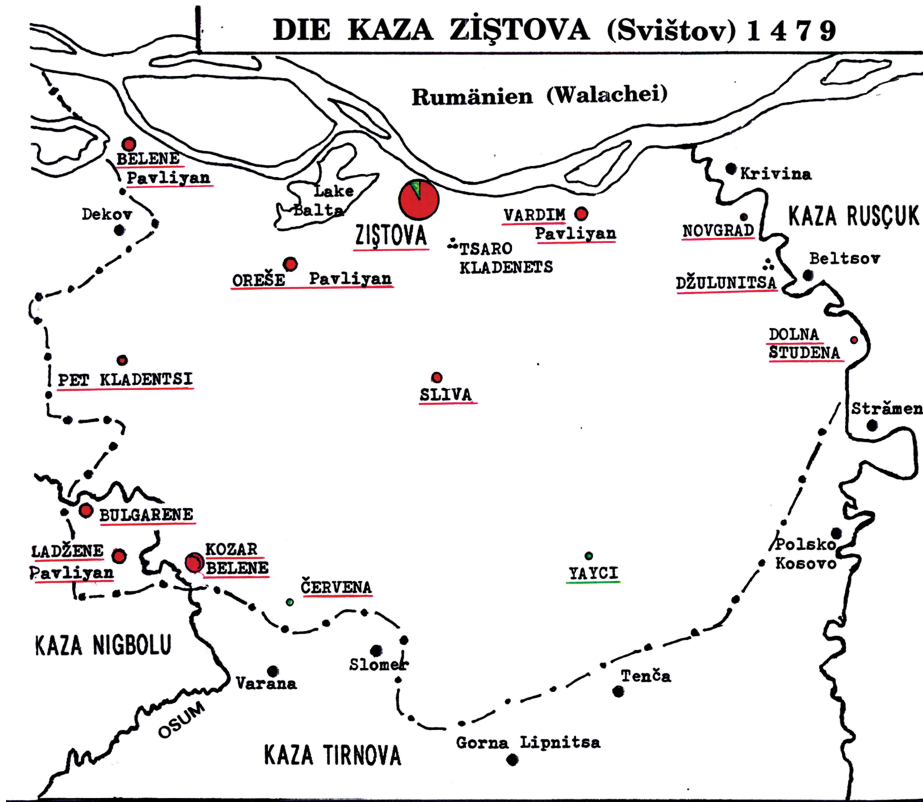 DIE KAZA ZİŞTOVA (Svištov) 1479
Rumänien (Walachei)
BELENE
Pavliyan
Krivina
Lake
Balta
Dekov
VARDIM
Pavliyan
KAZA RUSÇUK
NOVGRAD
ZIŞTOVA
TSARO
KLADENETS
Beltsov
OREŠE Pavliyan
DŽULUNITSA
DOLNA
STUDENA
PET KLADENTSI
SLIVA
Strămen
BULGARENE
LADŽENE
Pavliyan
KOZAR
BELENE
Polsko
Kosovo
YAYCI
ČERVENA
KAZA NIGBOLU
Slomer
Varana
Tenča
OSUM
Gorna Lipnitsa
KAZA TIRNOVA